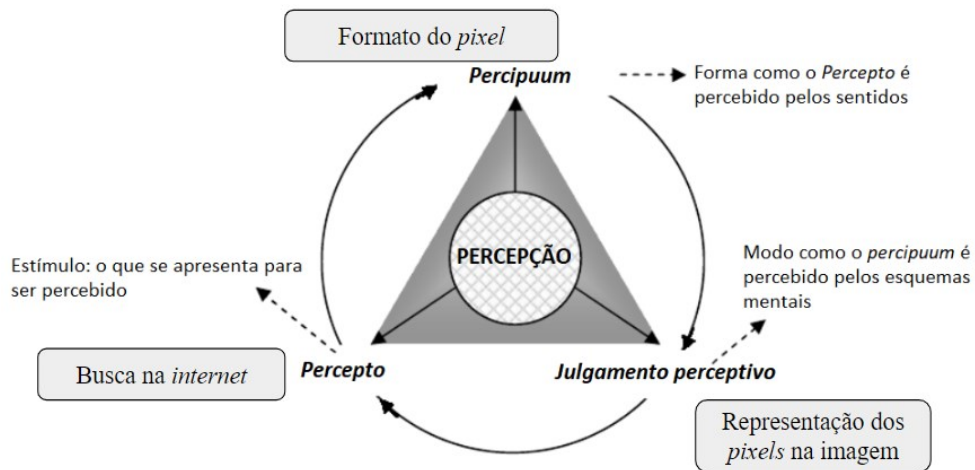 Formato do pixel
Percipuum
Forma como o Percepto é
percebido pelos sentidos
PERCEPÇÃO
Estímulo: o que se apresenta para
ser percebido
Modo como o percipuum é
percebido pelos esquemas
mentais
Busca na internet
Percepto
Julgamento perceptivo
Representação dos
pixels na imagem